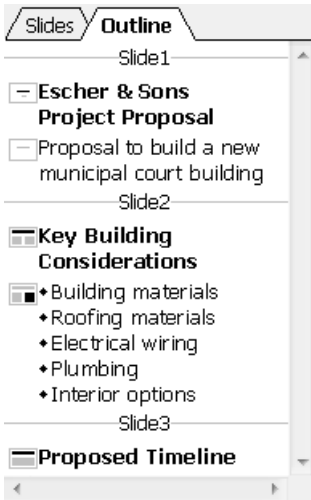 Slides Outline
Slide1
Escher & Sons
Project Proposal
Proposal to build a new
municipal court building
Slide2
Key Building
Considerations
◆Building materials
◆Roofing materials
◆Electrical wiring
◆Plumbing
◆Interior options
Slide3
Proposed Timeline